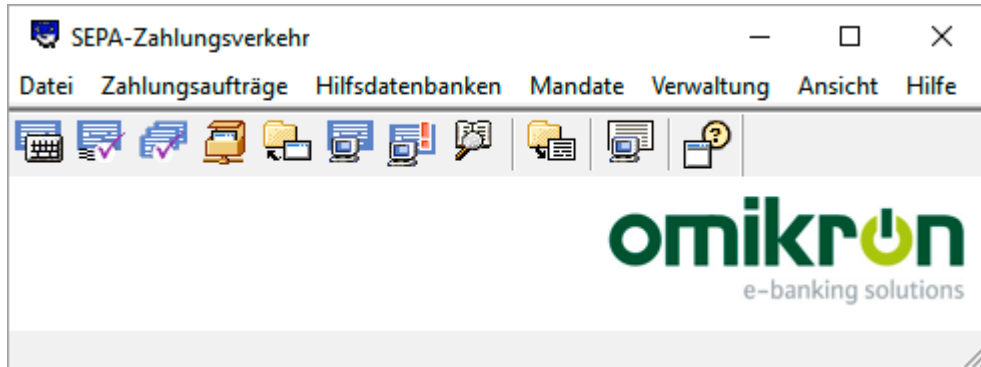 SEPA-Zahlungsverkehr
Datei Zahlungsaufträge Hilfsdatenbanken Mandate Verwaltung Ansicht Hilfe
omikron
e-banking solutions